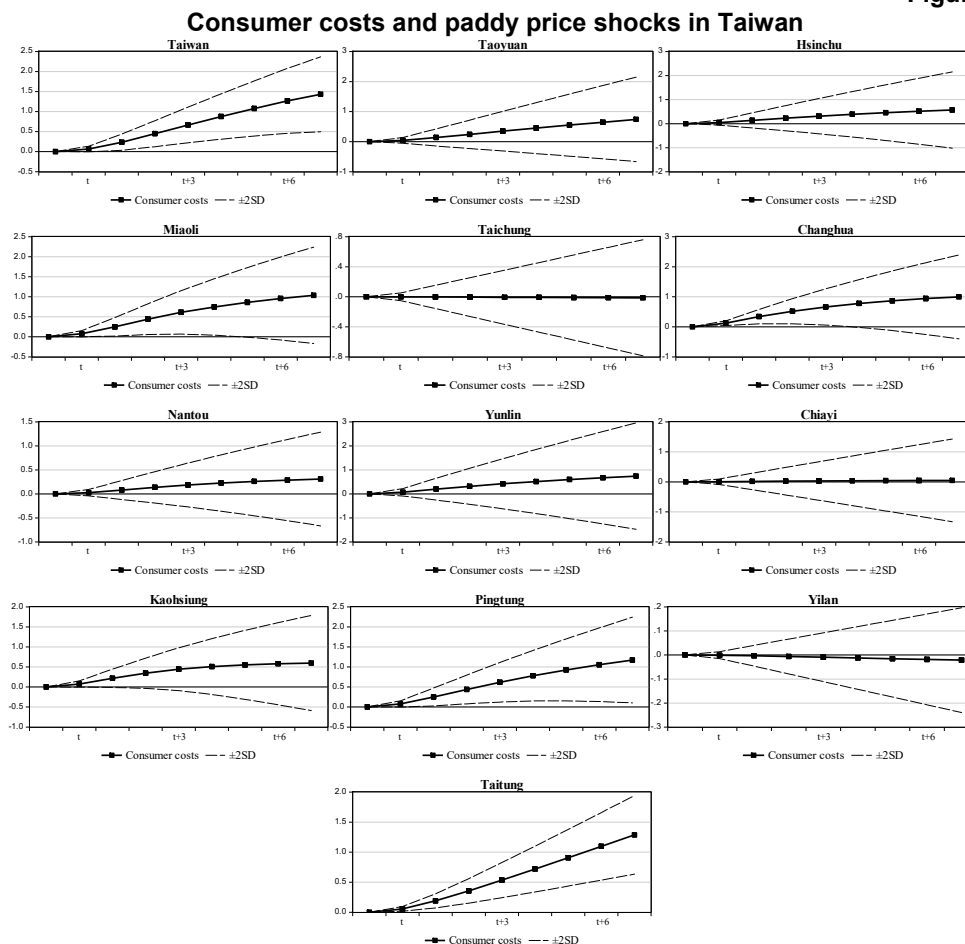 Figur
Consumer costs and paddy price shocks in Taiwan
Taiwan
2.5
2.0
1.5
1.0
0.5
0.0
-0.5
t t+3 t+6
Consumer costs ±2SD
Taoyuan
3
2
1
0
-1
t t+3 t+6
Consumer costs ±2SD
Hsinchu
3
2
1
0
-1
-2
t t+3 t+6
Consumer costs ±2SD
Miaoli
2.5
2.0
1.5
1.0
0.5
0.0
-0.5
t t+3 t+6
Consumer costs ±2SD
Taichung
.8
.4
.0
-.4
-.8
t t+3 t+6
Consumer costs ±2SD
Changhua
3
2
1
0
-1
t t+3 t+6
Consumer costs ±2SD
Nantou
1.5
1.0
0.5
0.0
-0.5
-1.0
t t+3 t+6
Consumer costs ±2SD
Yunlin
3
2
1
0
-1
-2
t t+3 t+6
Consumer costs ±2SD
Chiayi
2
1
0
-1
-2
t t+3 t+6
Consumer costs ±2SD
Kaohsiung
2.0
1.5
1.0
0.5
0.0
-0.5
-1.0
t t+3 t+6
Consumer costs ±2SD
Pingtung
2.5
2.0
1.5
1.0
0.5
0.0
-0.5
t t+3 t+6
Consumer costs ±2SD
Yilan
.2
.1
.0
-.1
-.2
-.3
t t+3 t+6
Consumer costs ±2SD
Taitung
2.0
1.5
1.0
0.5
0.0
t t+3 t+6
Consumer costs ±2SD